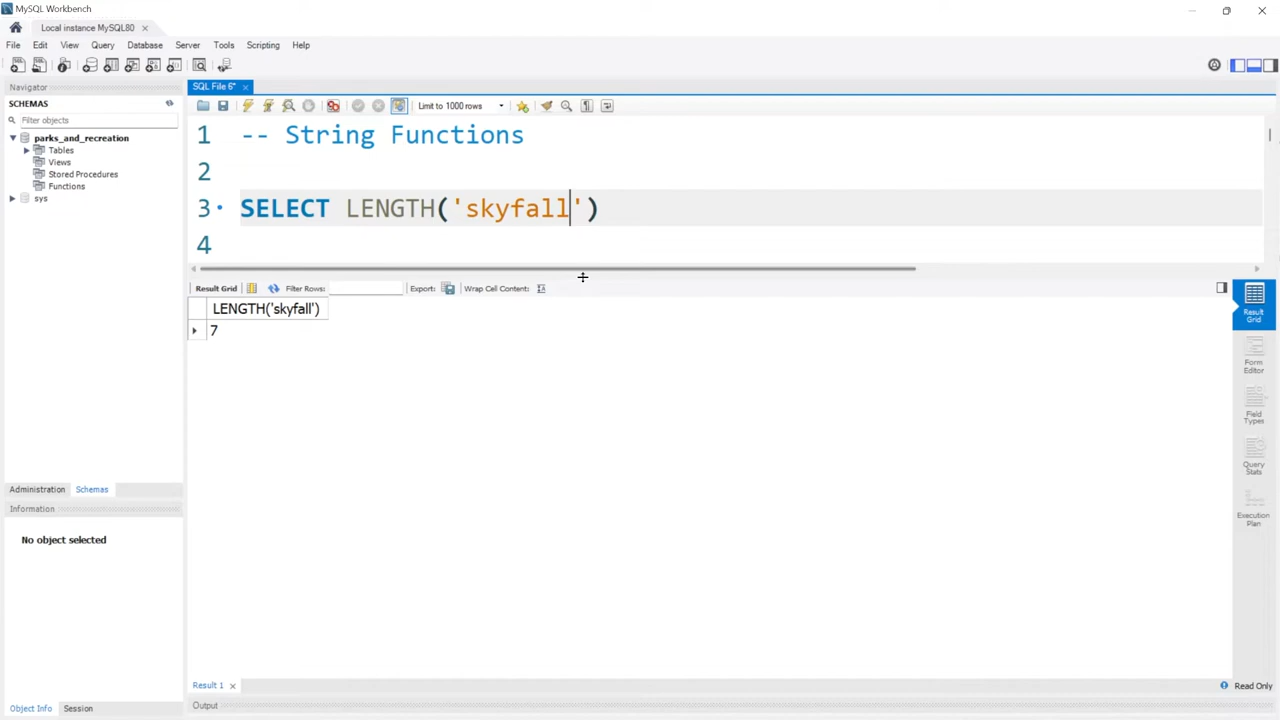 MySQL Workbench
Local instance MySQL80
File Edit View Query Database Server Tools Scripting Help
Navigator
SCHEMAS
Filter objects
parks_and_recreation
Tables
Views
Stored Procedures
Functions
sys
Administration Schemas
Information
No object selected
Object Info Session
SQL File 6*
Limit to 1000 rows
1 -- String Functions
2
3 SELECT LENGTH('skyfall')
4
Result Grid Filter Rows: Export: Wrap Cell Content:
LENGTH('skyfall')
7
Result Grid
Form Editor
Field Types
Query Stats
Execution Plan
Result 1
Read Only
Output